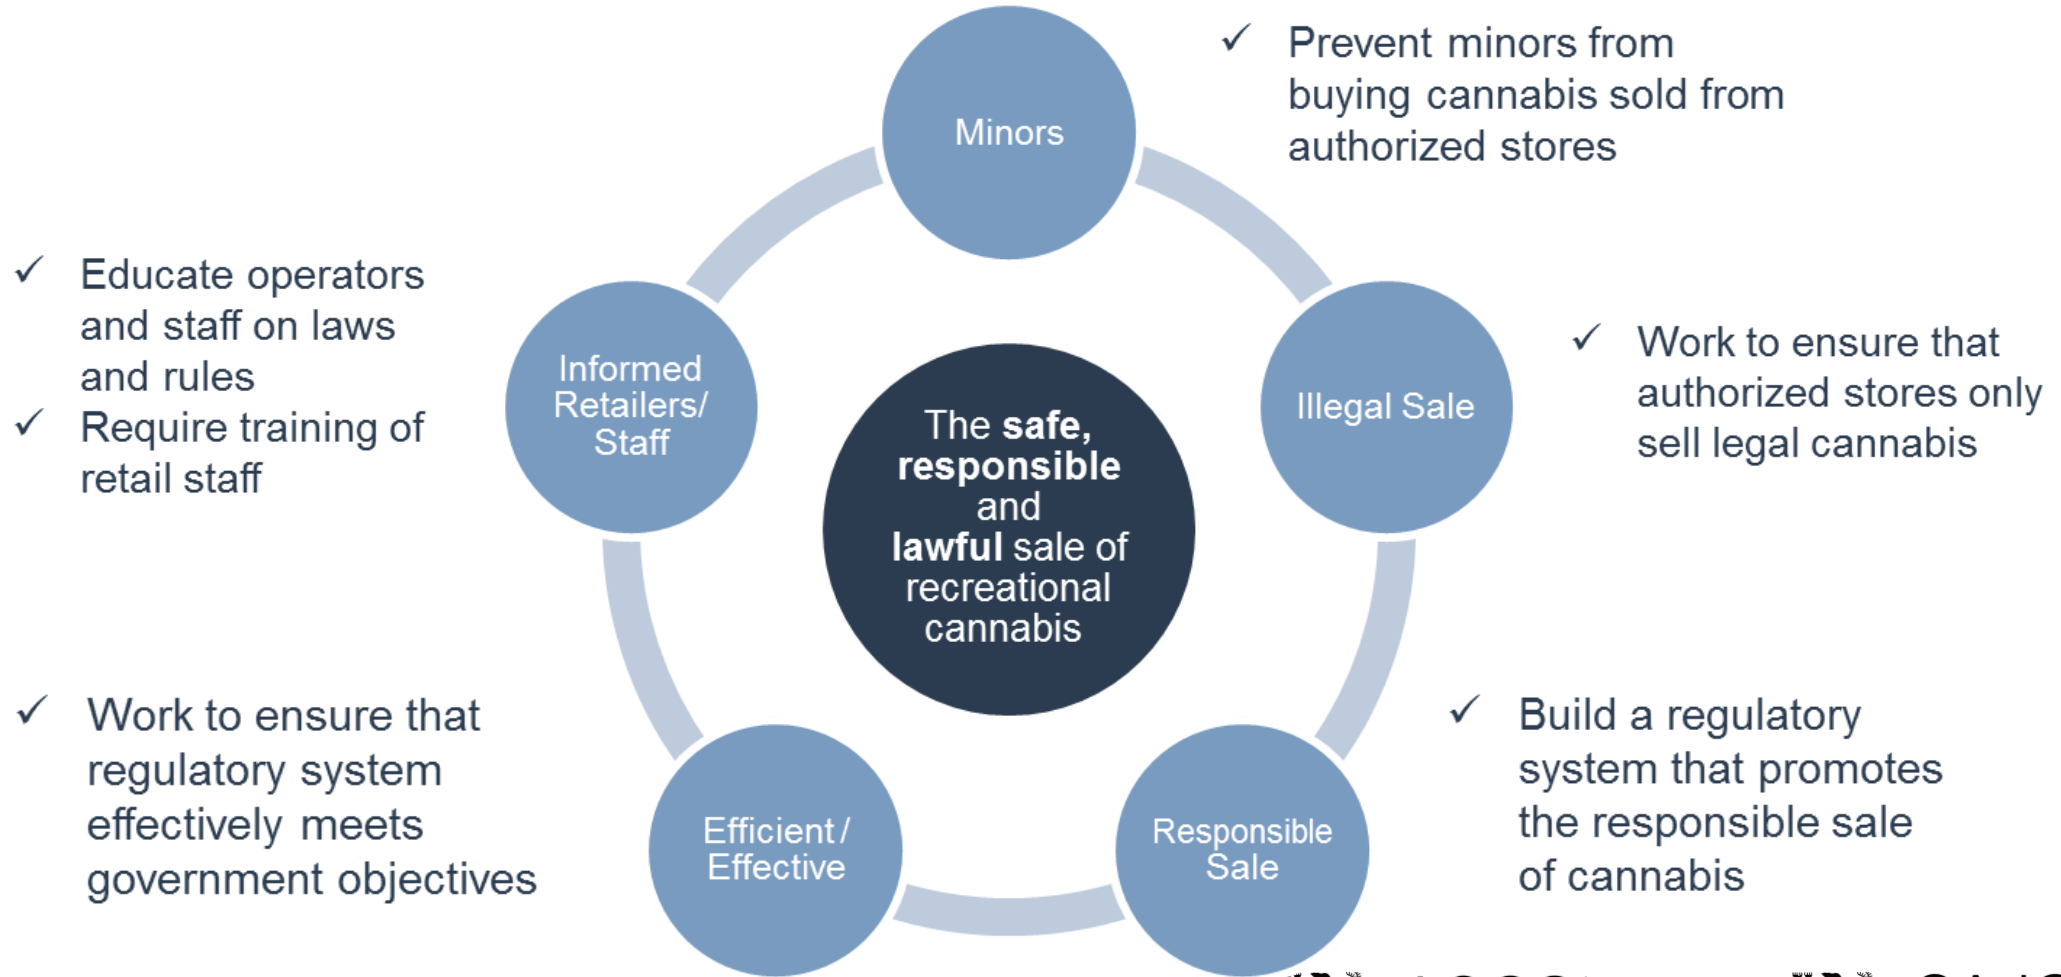 Minors
✓ Prevent minors from
buying cannabis sold from
authorized stores
✓ Educate operators
and staff on laws
and rules
✓ Require training of
retail staff
Informed
Retailers/
Staff
The safe,
responsible
and
lawful sale of
recreational
cannabis
Illegal Sale
✓ Work to ensure that
authorized stores only
sell legal cannabis
✓ Work to ensure that
regulatory system
effectively meets
government objectives
Efficient /
Effective
Responsible
Sale
✓ Build a regulatory
system that promotes
the responsible sale
of cannabis